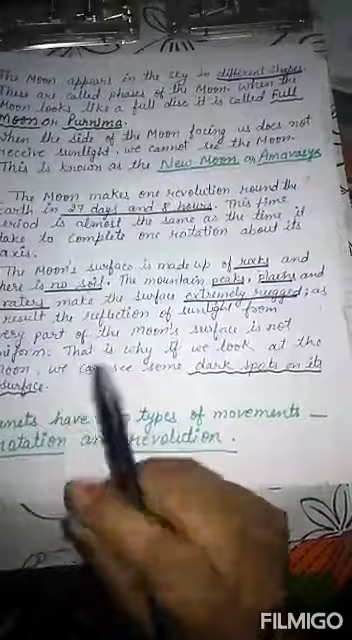 The Moon appears in the sky in different shapes.
These are called phases of the Moon. When the
Moon looks like a full disc it is called Full
Moon or Purnima.
When the side of the Moon facing us does not
receive sunlight, we cannot see the Moon.
This is known as the New Moon or Amavasya
The Moon makes one revolution round the
Earth in 27 days and 8 hours. This time
period is almost the same as the time it
take to complete one rotation about its
axis.
The Moon's surface is made up of rocks and
there is no soil. The mountain peaks, and
craters make the surface extremely rugged; as
result the reflection of sunlight from
every part of the moon's surface is not
uniform. That is why if we look at the
Moon, we can see some dark spots on its
surface.
Planets have types of movements —
rotation and revolution.
FILMIGO